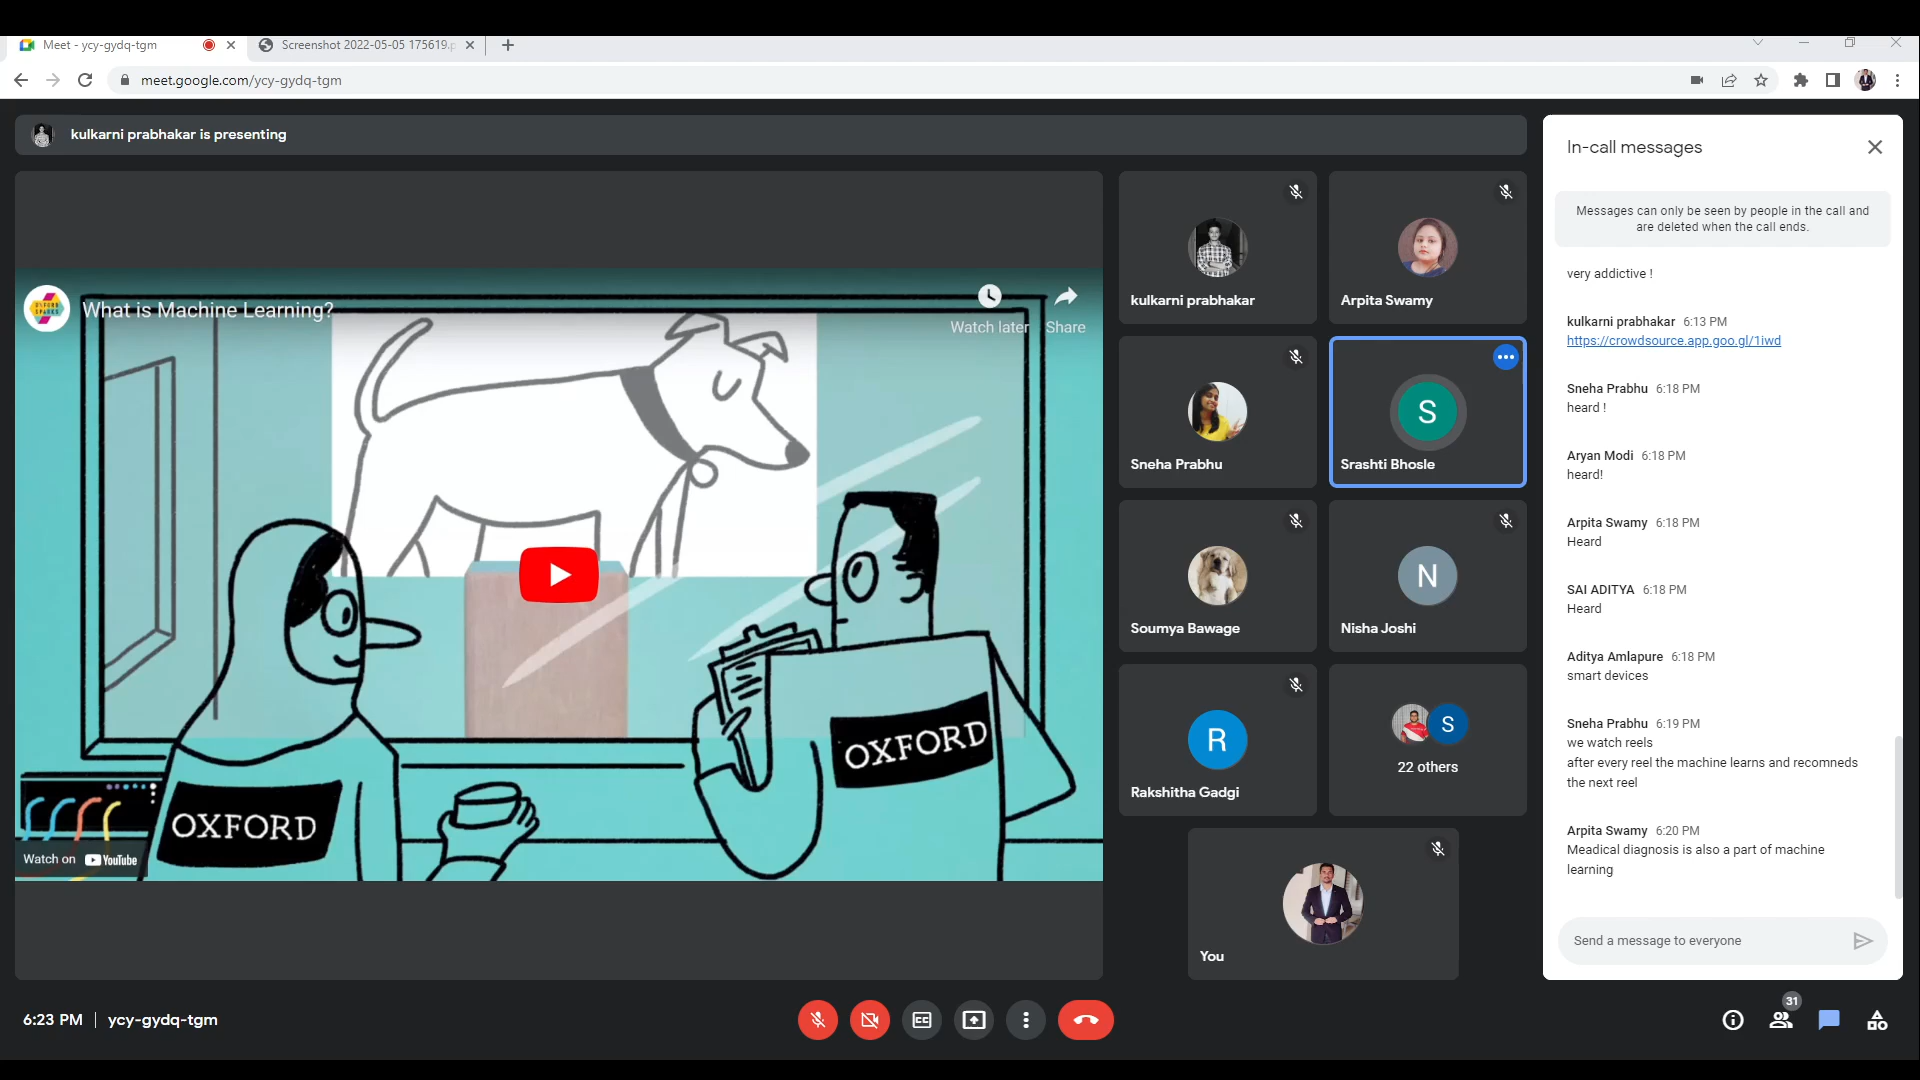 Meet - ycy-gydq-tgm
Screenshot 2022-05-05 175619.p
meet.google.com/ycy-gydq-tgm
kulkarni prabhakar is presenting
What is Machine Learning?
Watch later
Share
OXFORD
OXFORD
Watch on YouTube
kulkarni prabhakar
Arpita Swamy
Sneha Prabhu
S
Srashti Bhosle
Soumya Bawage
N
Nisha Joshi
R
Rakshitha Gadgi
S
22 others
You
In-call messages
Messages can only be seen by people in the call and
are deleted when the call ends.
very addictive !
kulkarni prabhakar 6:13 PM
https://crowdsource.app.goo.gl/1iwd
Sneha Prabhu 6:18 PM
heard !
Aryan Modi 6:18 PM
heard!
Arpita Swamy 6:18 PM
Heard
SAI ADITYA 6:18 PM
Heard
Aditya Amlapure 6:18 PM
smart devices
Sneha Prabhu 6:19 PM
we watch reels
after every reel the machine learns and recomneds
the next reel
Arpita Swamy 6:20 PM
Meadical diagnosis is also a part of machine
learning
Send a message to everyone
6:23 PM | ycy-gydq-tgm
31